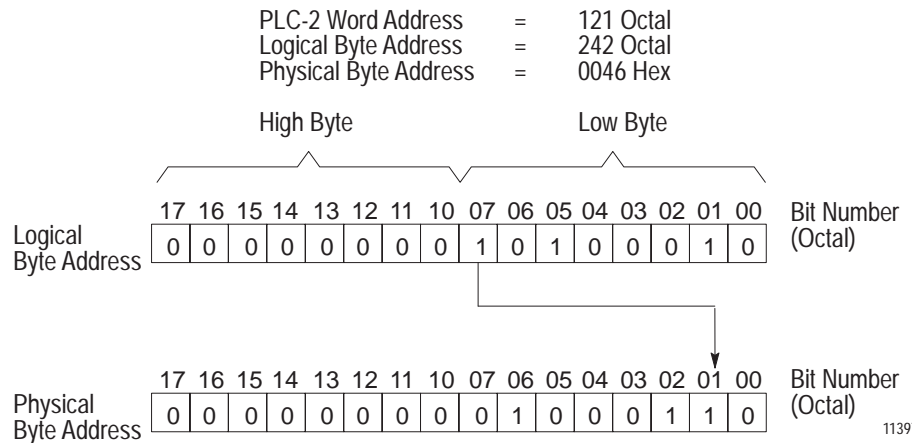 PLC-2 Word Address = 121 Octal
Logical Byte Address = 242 Octal
Physical Byte Address = 0046 Hex
High Byte Low Byte
17 16 15 14 13 12 11 10 07 06 05 04 03 02 01 00 Bit Number
(Octal)
Logical
Byte Address 0 0 0 0 0 0 0 0 1 0 1 0 0 0 1 0
17 16 15 14 13 12 11 10 07 06 05 04 03 02 01 00 Bit Number
(Octal)
Physical
Byte Address 0 0 0 0 0 0 0 0 0 1 0 0 0 1 1 0
1139